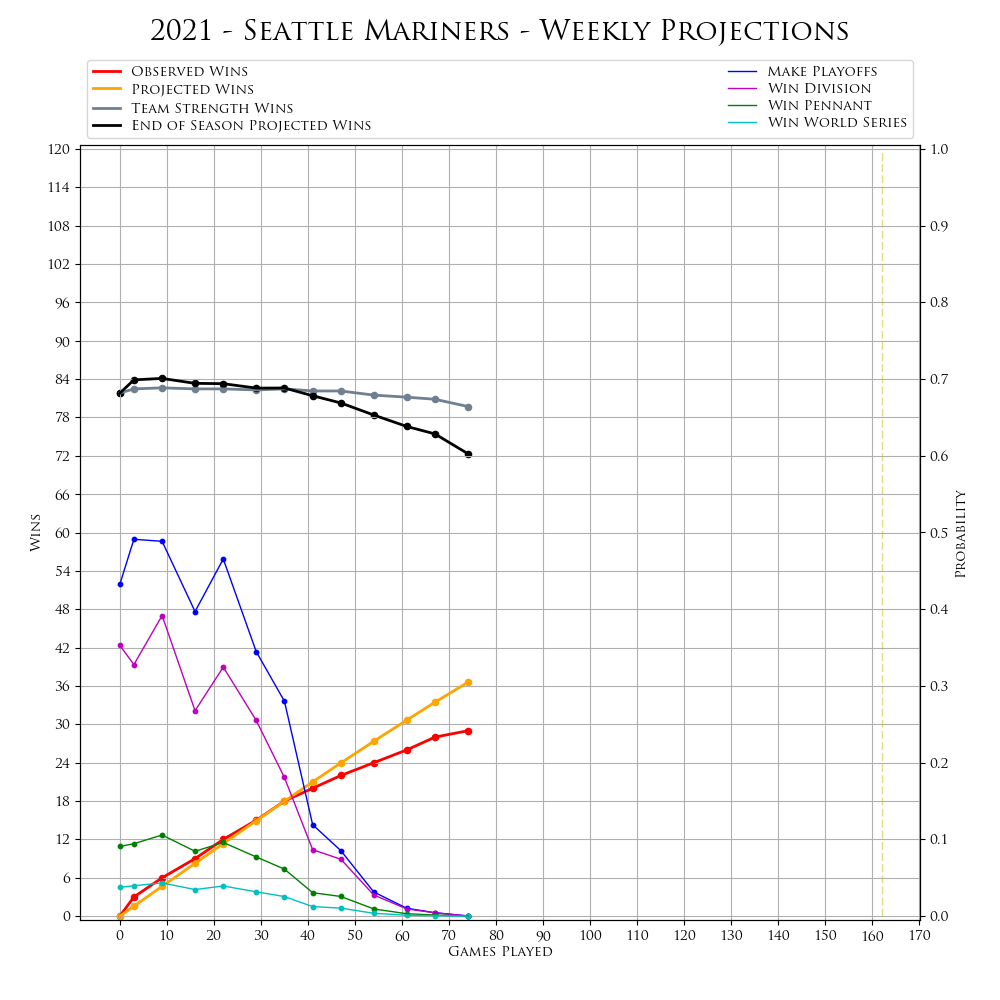 2021 - Seattle Mariners - Weekly Projections
Observed Wins
Projected Wins
Team Strength Wins
End of Season Projected Wins
Make Playoffs
Win Division
Win Pennant
Win World Series
120
114
108
102
96
90
84
78
72
66
60
54
48
42
36
30
24
18
12
6
0
Wins
1.0
0.9
0.8
0.7
0.6
0.5
0.4
0.3
0.2
0.1
0.0
Probability
0 10 20 30 40 50 60 70 80 90 100 110 120 130 140 150 160 170
Games Played